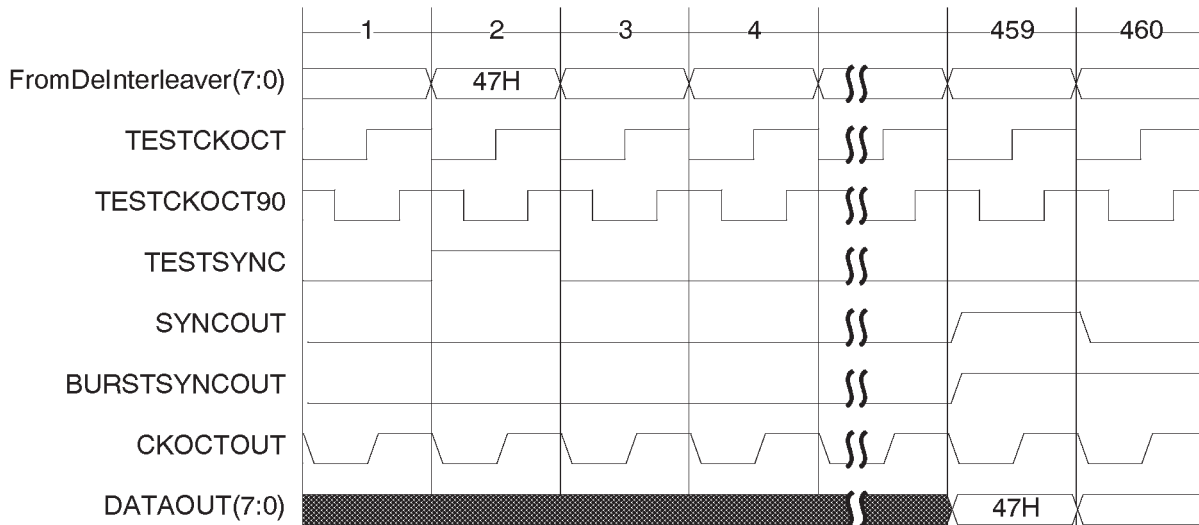 1 2 3 4 459 460
FromDeInterleaver(7:0) 47H
TESTCKOCT
TESTCKOCT90
TESTSYNC
SYNCOUT
BURSTSYNCOUT
CKOCTOUT
DATAOUT(7:0) 47H